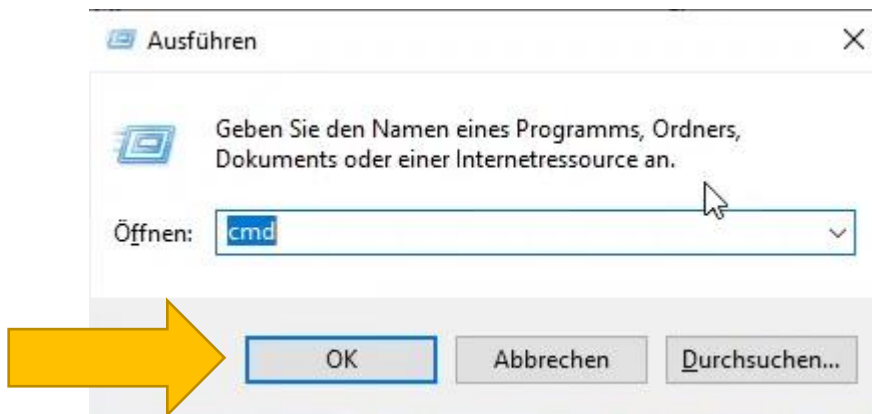 Ausführen
Geben Sie den Namen eines Programms, Ordners,
Dokuments oder einer Internetressource an.
Öffnen: cmd
OK Abbrechen Durchsuchen...